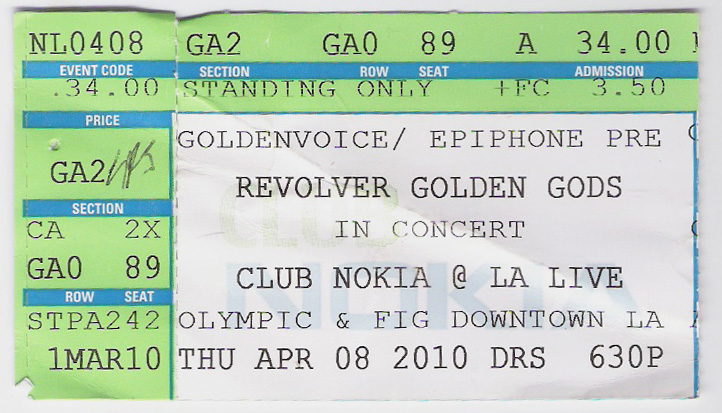 NL0408
EVENT CODE
.34.00
PRICE
GA2
SECTION
CA 2X
GA0 89
ROW SEAT
STPA242
1MAR10
GA2 GA0 89 A 34.00
SECTION ROW SEAT ADMISSION
STANDING ONLY +FC 3.50
GOLDENVOICE/ EPIPHONE PRE
REVOLVER GOLDEN GODS
IN CONCERT
CLUB NOKIA @ LA LIVE
OLYMPIC & FIG DOWNTOWN LA
THU APR 08 2010 DRS 630P
CLUB
NOKIA